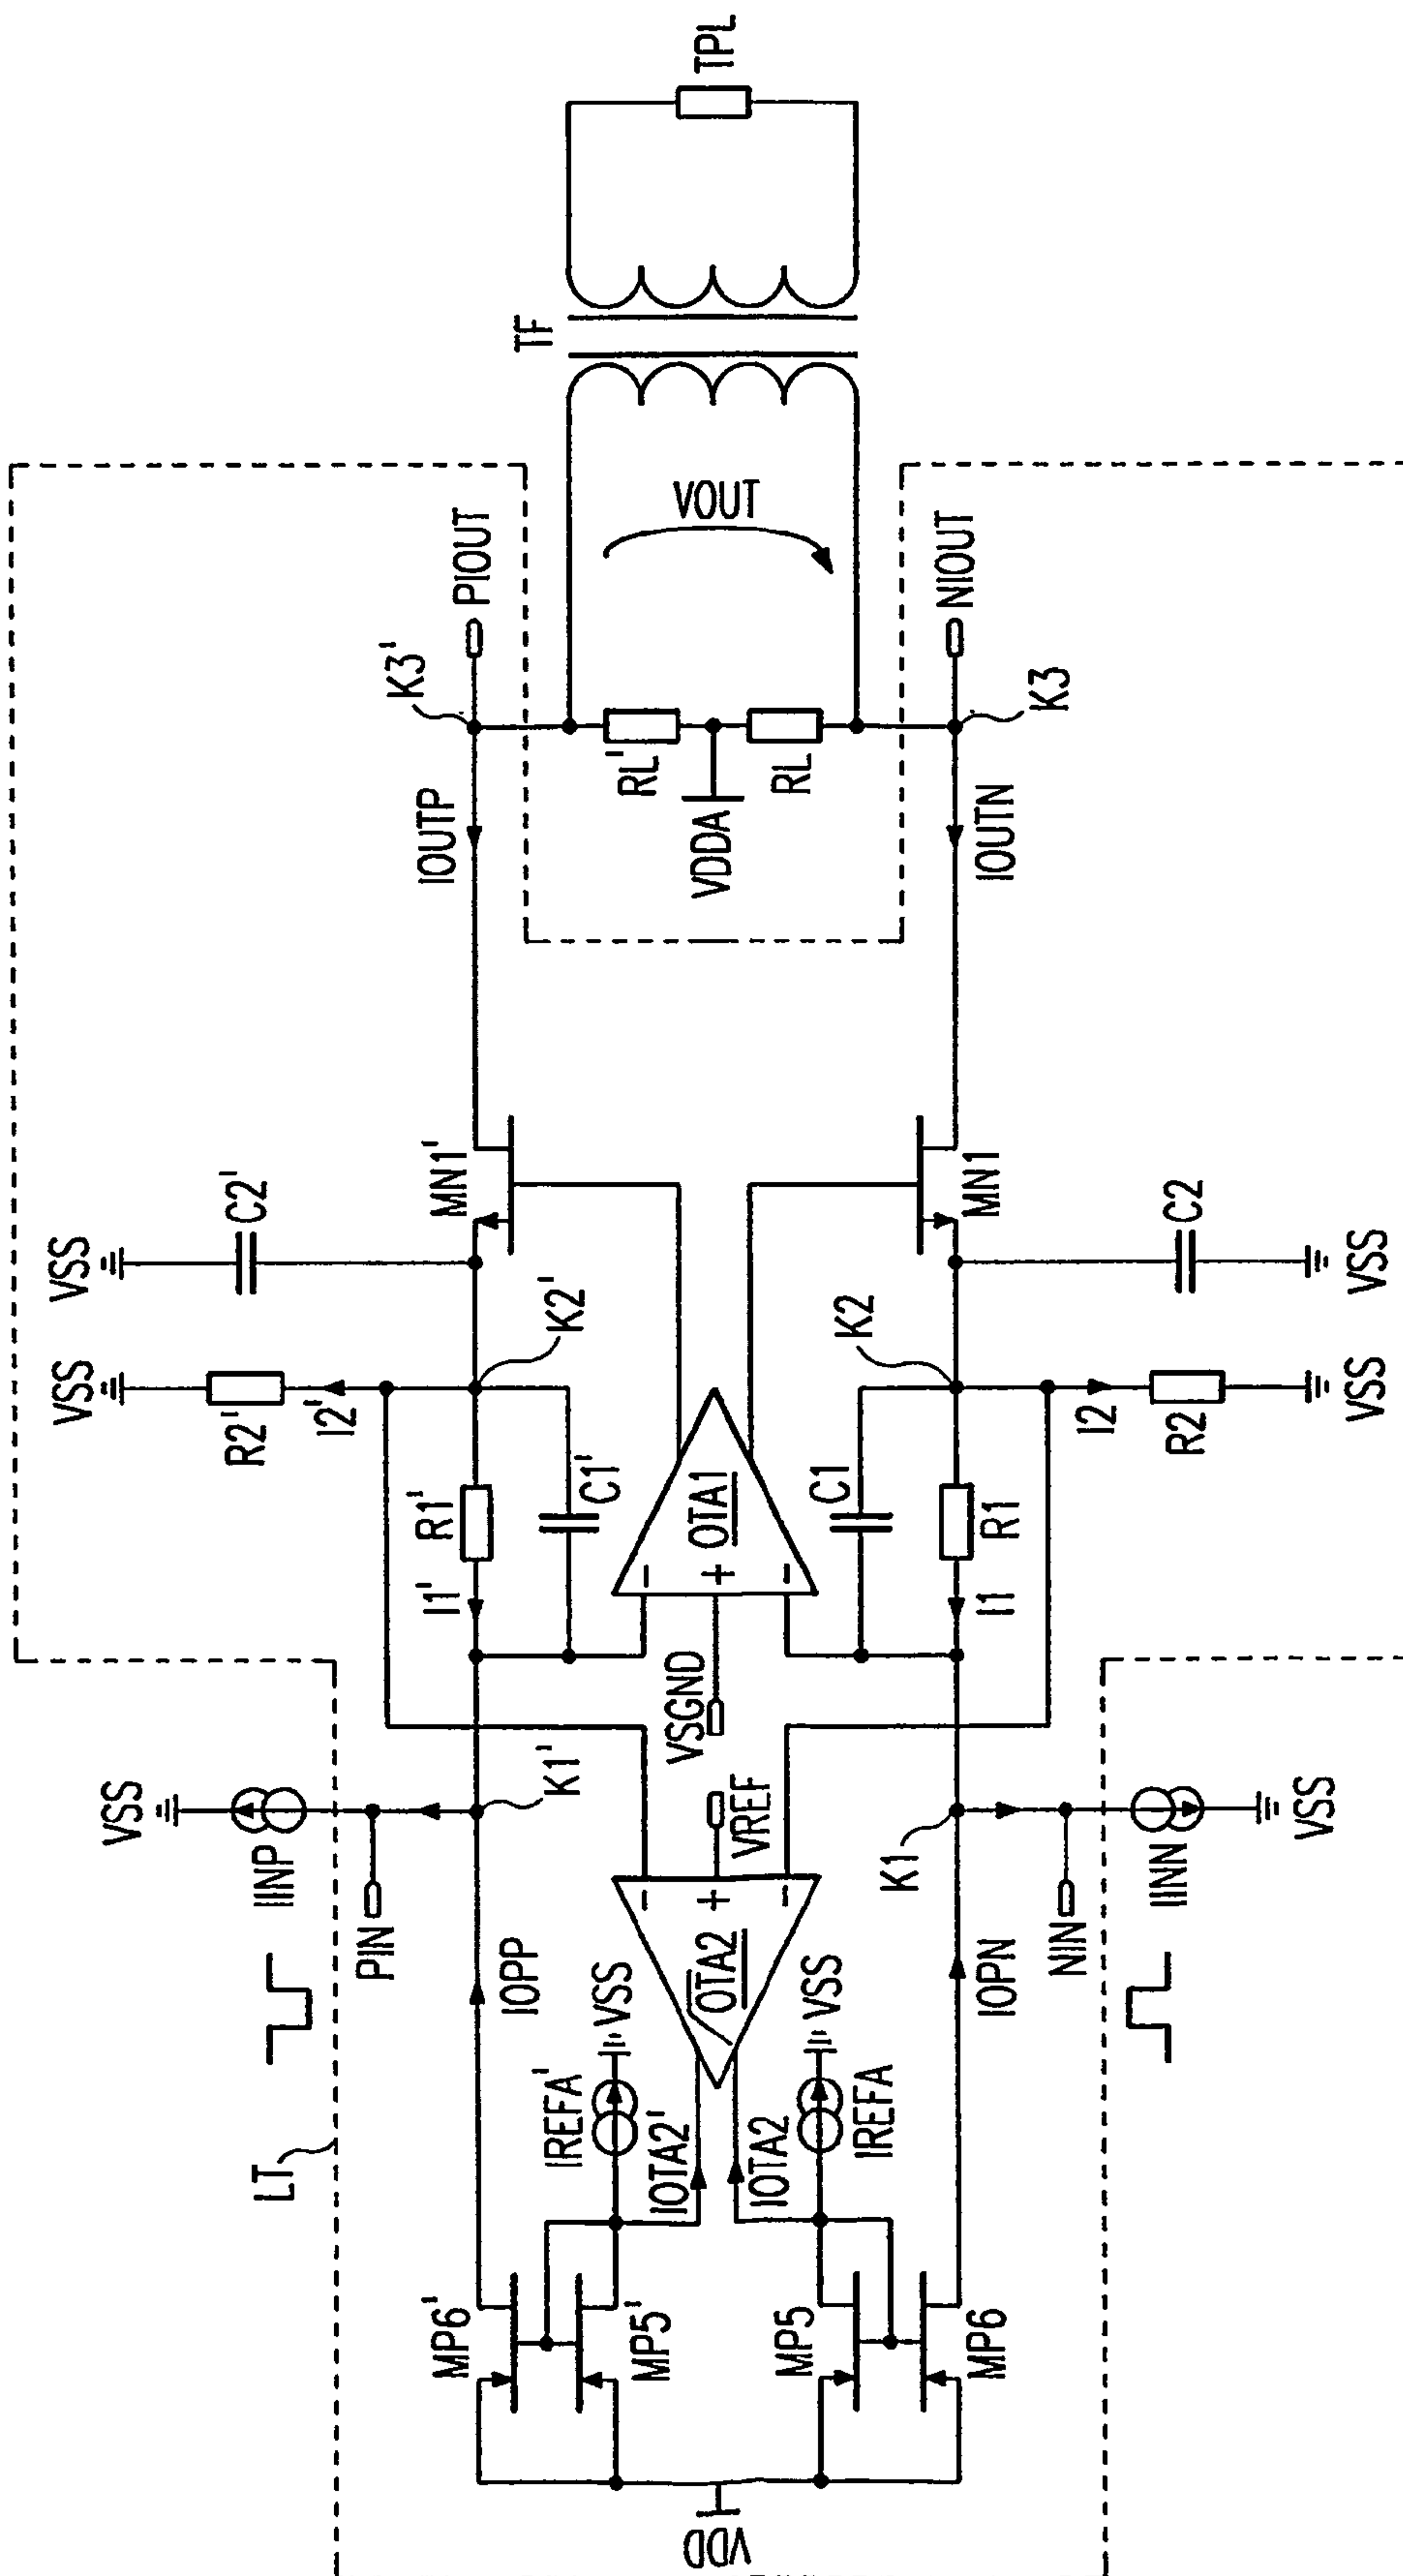 TPL
TF
VOUT
PIOUT
NIOUT
K3'
K3
RL'
RL
VDDA
IOUTP
IOUTN
MN1'
MN1
C2'
C2
VSS
VSS
K2'
K2
VSS
VSS
R2'
R2
I2'
I2
R1'
R1
C1'
C1
OTA1
+
−
−
I1'
I1
VSGND
K1'
K1
VREF
VSS
VSS
IINP
IINN
PIN
NIN
−
+
−
OTA2
IOPP
IOPN
VSS
VSS
IREFA'
IREFA
IOTA2'
IOTA2
LT
MP6'
MP5'
MP5
MP6
VDD